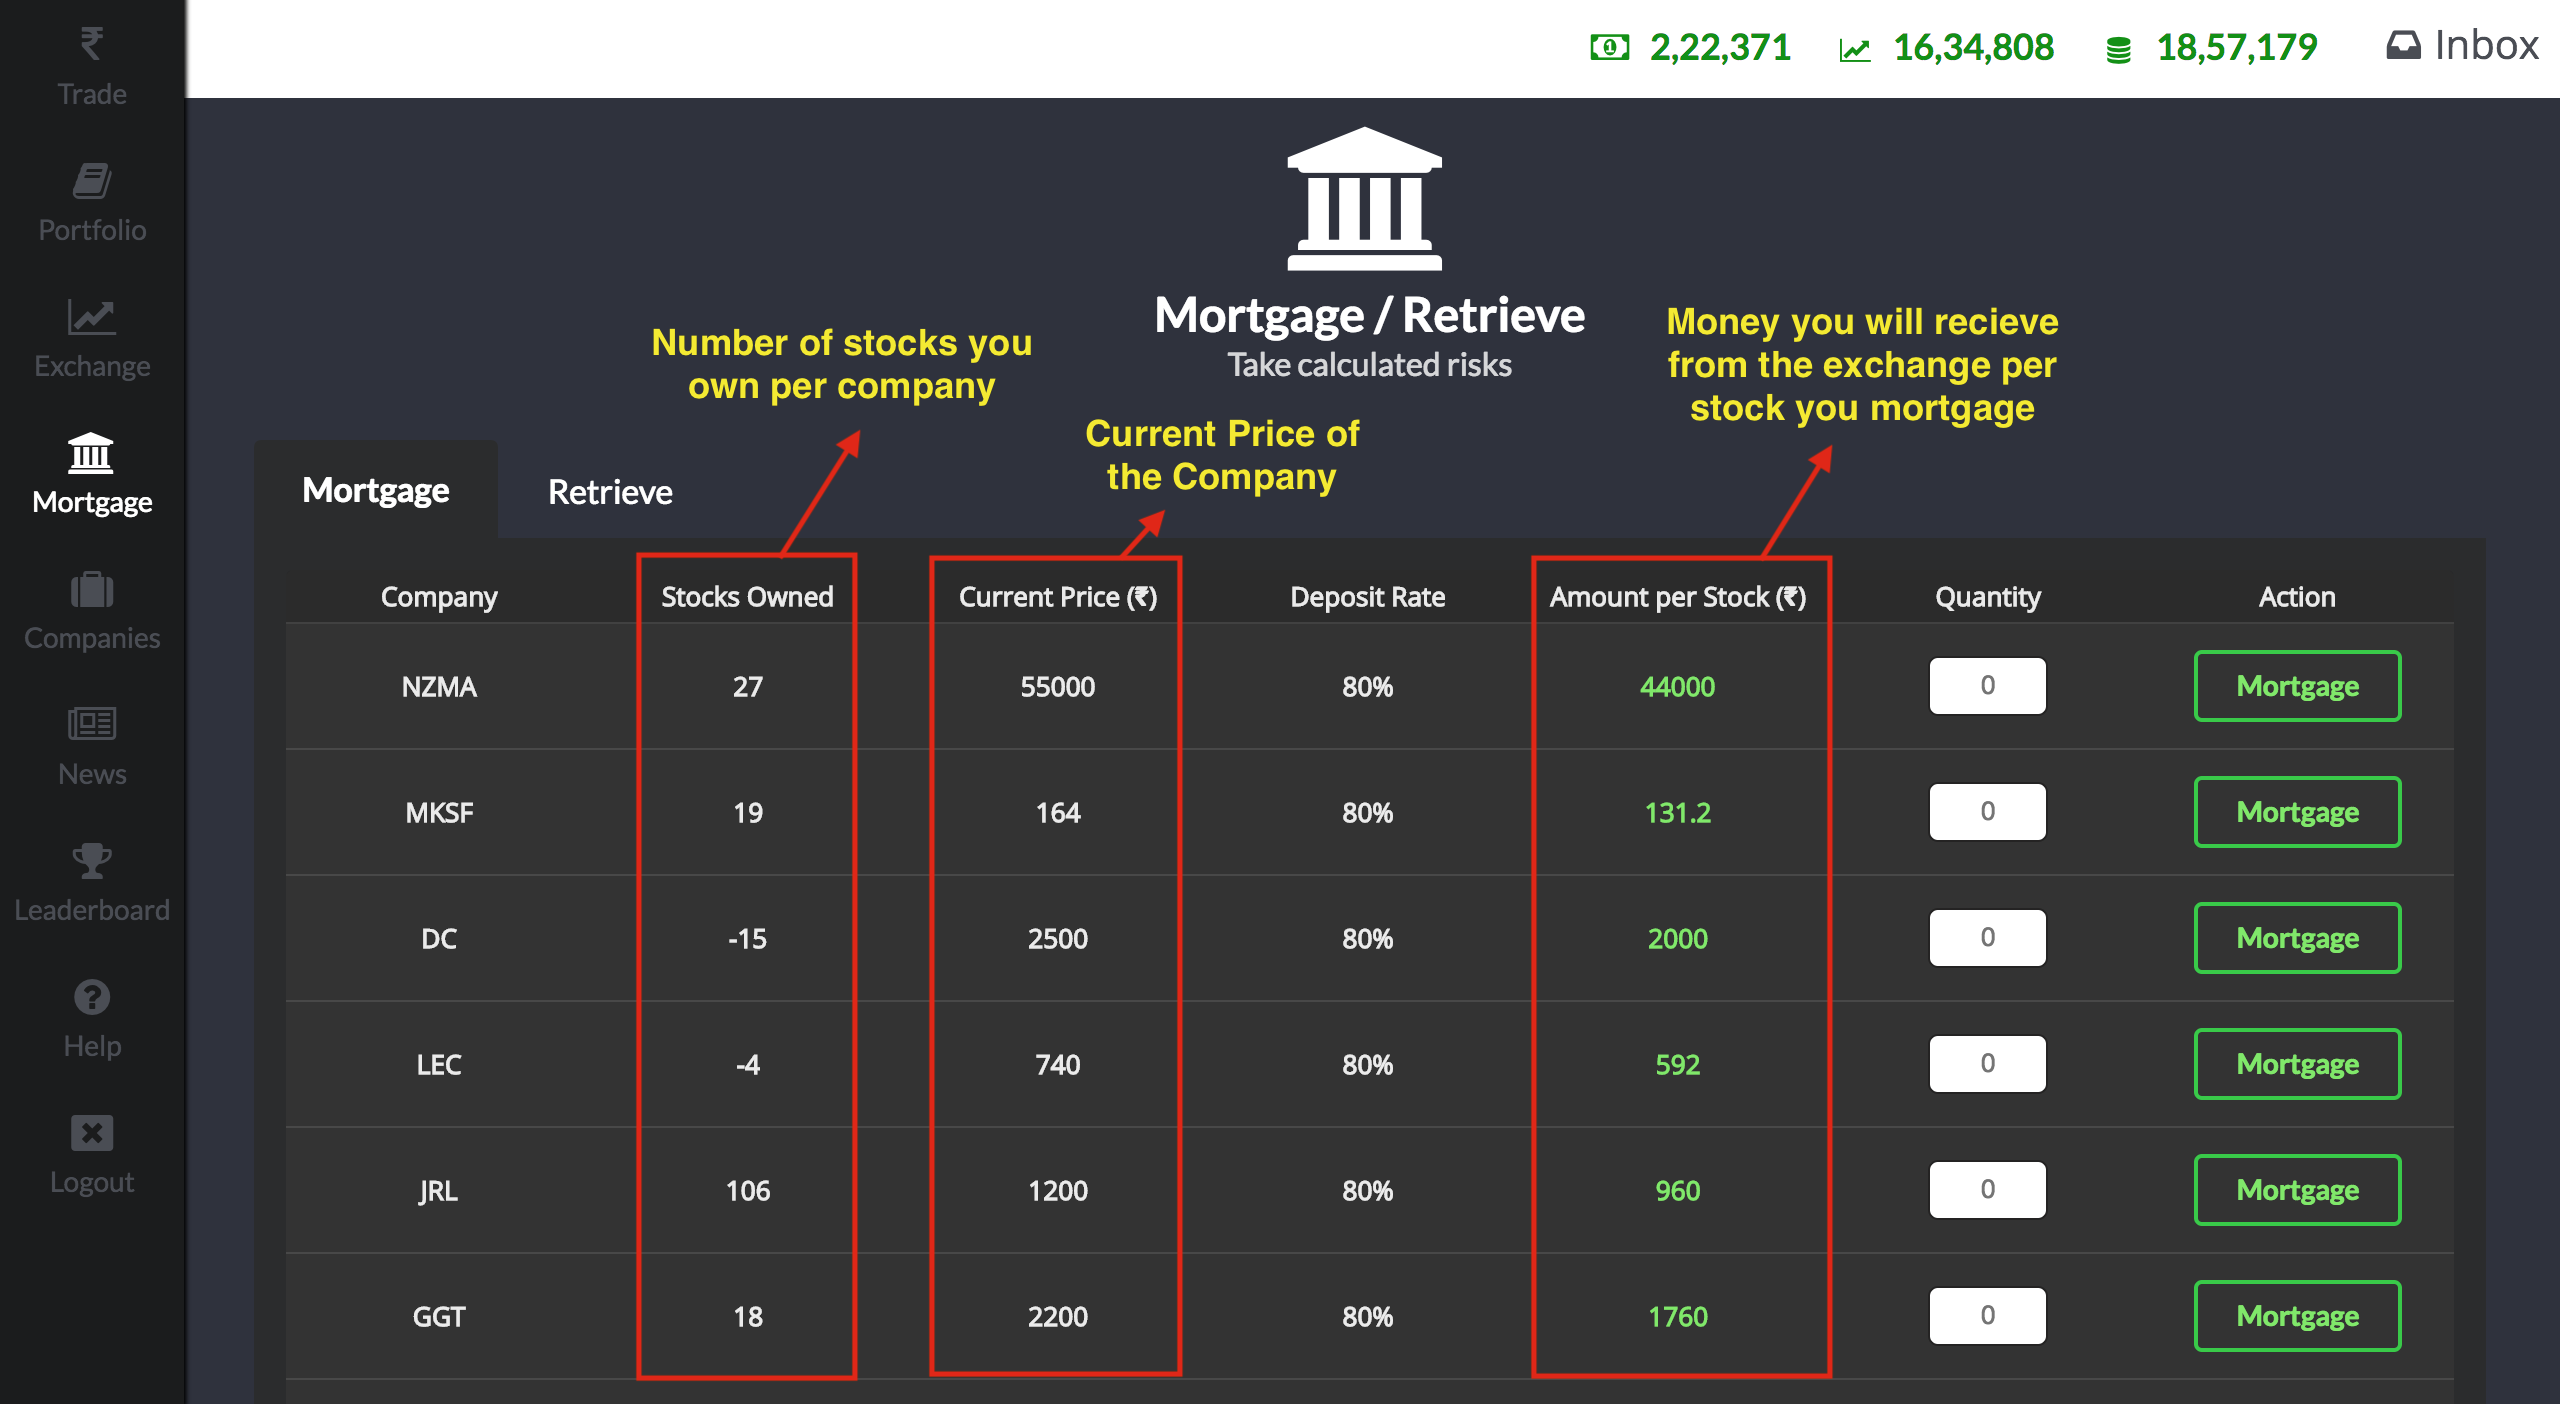 2,22,371 16,34,808 18,57,179 Inbox
Trade
Portfolio
Exchange
Mortgage
Companies
News
Leaderboard
Help
Logout
Mortgage / Retrieve
Take calculated risks
Number of stocks you
own per company
Current Price of
the Company
Money you will recieve
from the exchange per
stock you mortgage
Mortgage Retrieve
Company Stocks Owned Current Price (₹) Deposit Rate Amount per Stock (₹) Quantity Action
NZMA 27 55000 80% 44000 0 Mortgage
MKSF 19 164 80% 131.2 0 Mortgage
DC -15 2500 80% 2000 0 Mortgage
LEC -4 740 80% 592 0 Mortgage
JRL 106 1200 80% 960 0 Mortgage
GGT 18 2200 80% 1760 0 Mortgage